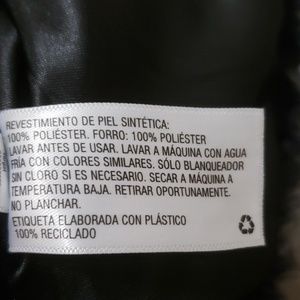 REVESTIMIENTO DE PIEL SINTÉTICA:
100% POLIÉSTER. FORRO: 100% POLIÉSTER
LAVAR ANTES DE USAR. LAVAR A MÁQUINA CON AGUA
FRÍA CON COLORES SIMILARES. SÓLO BLANQUEADOR
SIN CLORO SI ES NECESARIO. SECAR A MÁQUINA A
TEMPERATURA BAJA. RETIRAR OPORTUNAMENTE.
NO PLANCHAR.
ETIQUETA ELABORADA CON PLÁSTICO
100% RECICLADO